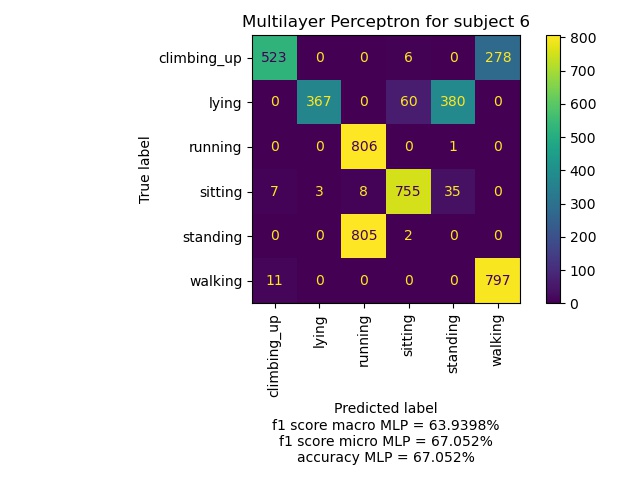 Multilayer Perceptron for subject 6
climbing_up 523 0 0 6 0 278 
lying 0 367 0 60 380 0
running 0 0 806 0 1 0
sitting 7 3 8 755 35 0
standing 0 0 805 2 0 0
walking 11 0 0 0 0 797
True label
climbing_up lying running sitting standing walking
Predicted label
f1 score macro MLP = 63.9398%
f1 score micro MLP = 67.052%
accuracy MLP = 67.052%
800
700
600
500
400
300
200
100
0